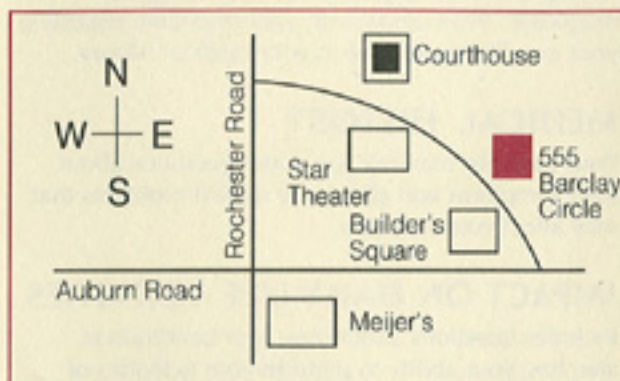 N
W E
S
Rochester Road
Courthouse
Star
Theater
555
Barclay
Circle
Builder's
Square
Auburn Road
Meijer's